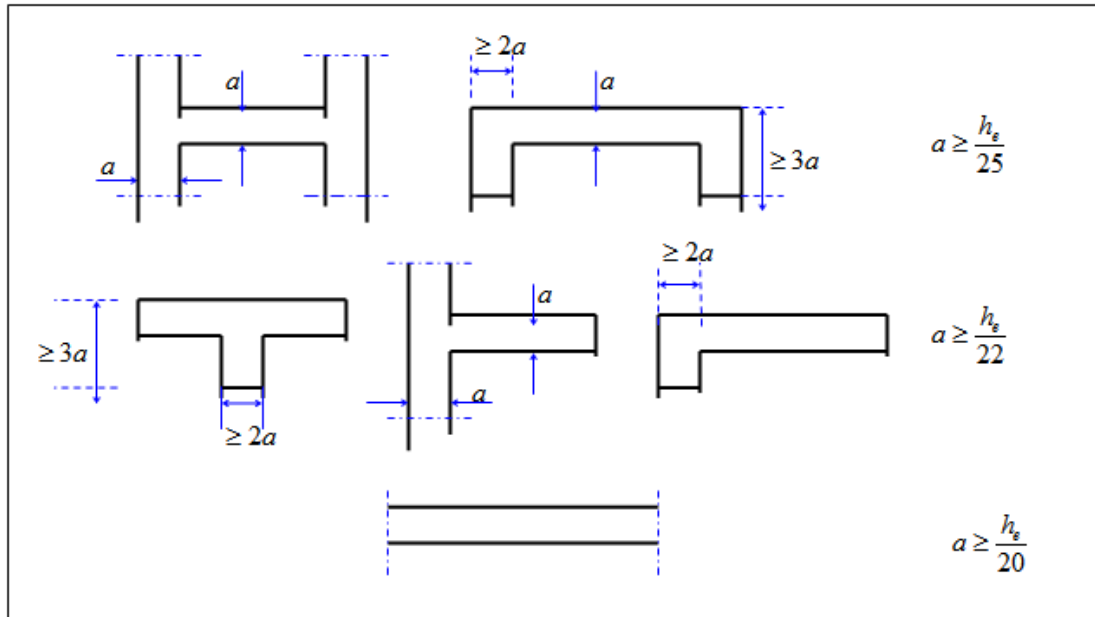 ≥ 2a
a
a
a
≥ 3a
a ≥ h_e/25
≥ 3a
≥ 2a
a
a
≥ 2a
a ≥ h_e/22
a ≥ h_e/20